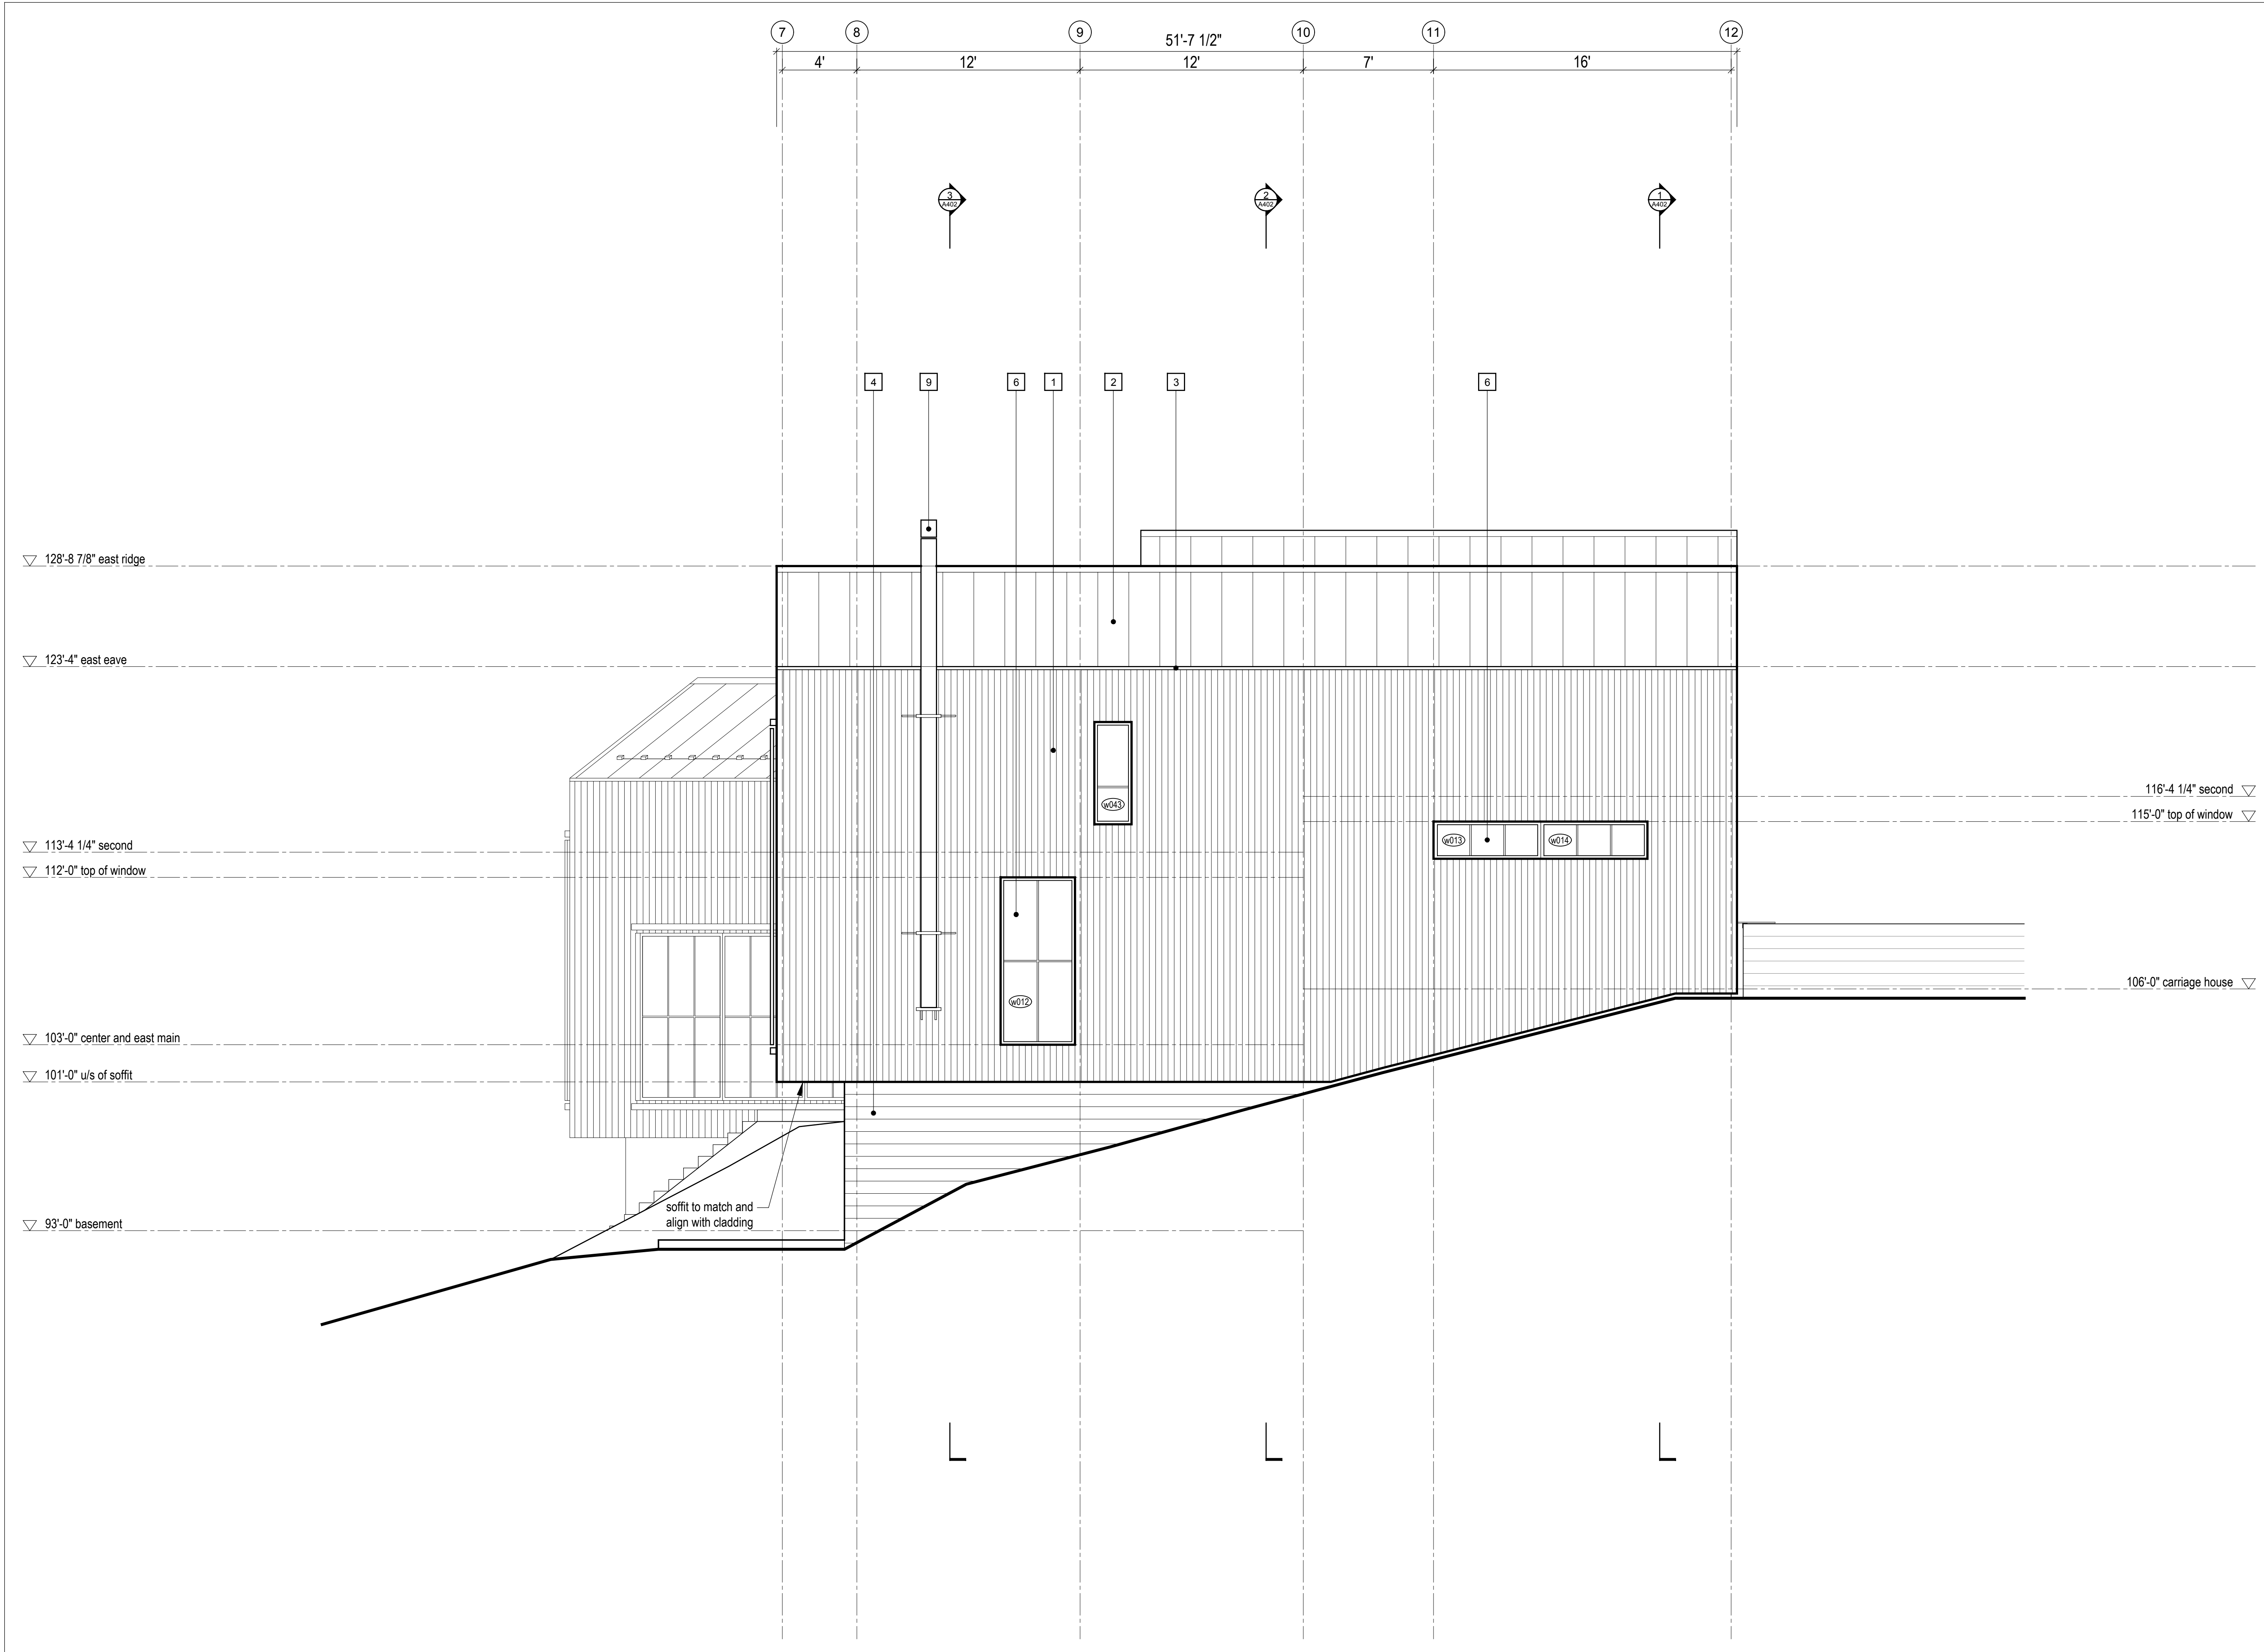 7 8 9 10 11 12
51'-7 1/2"
4' 12' 12' 7' 16'
3 2 1
A402 A402 A402
4 9 6 1 2 3 6
128'-8 7/8" east ridge
123'-4" east eave
116'-4 1/4" second
w043
115'-0" top of window
w013 w014
113'-4 1/4" second
112'-0" top of window
106'-0" carriage house
w012
103'-0" center and east main
101'-0" u/s of soffit
soffit to match and
align with cladding
93'-0" basement